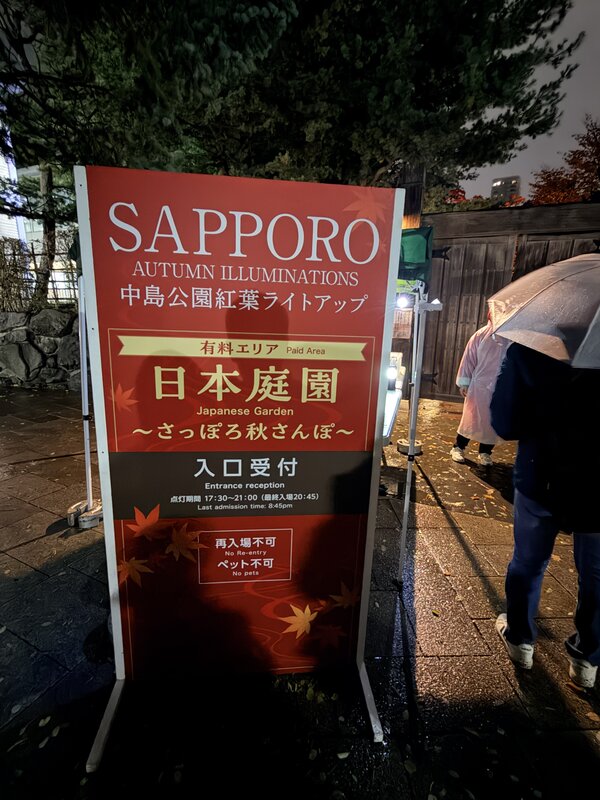 SAPPORO
AUTUMN ILLUMINATIONS
中島公園紅葉ライトアップ
有料エリア Paid Area
日本庭園
Japanese Garden
～さっぽろ秋さんぽ～
入口受付
Entrance reception
点灯期間 17:30～21:00（最終入場20:45）
Last admission time: 8:45pm
再入場不可
No Re-entry
ペット不可
No pets